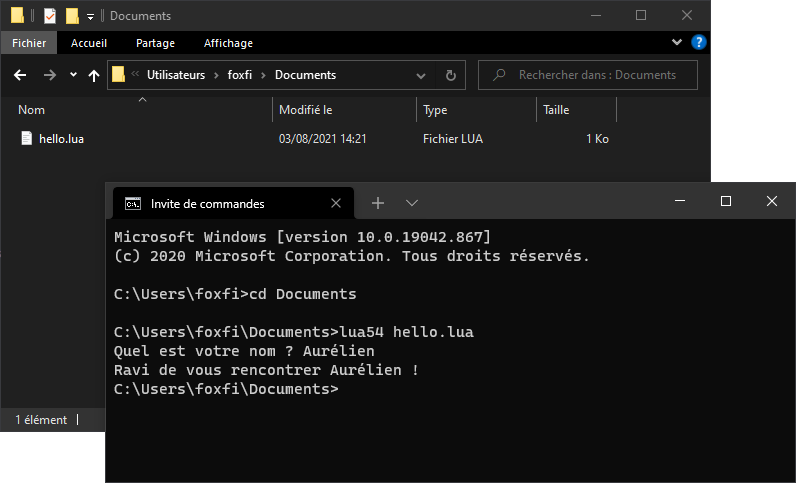 Documents
Fichier Accueil Partage Affichage
Utilisateurs foxfi Documents
Rechercher dans : Documents
Nom Modifié le Type Taille
hello.lua 03/08/2021 14:21 Fichier LUA 1 Ko
Invite de commandes
Microsoft Windows [version 10.0.19042.867]
(c) 2020 Microsoft Corporation. Tous droits réservés.
C:\Users\foxfi>cd Documents
C:\Users\foxfi\Documents>lua54 hello.lua
Quel est votre nom ? Aurélien
Ravi de vous rencontrer Aurélien !
C:\Users\foxfi\Documents>
1 élément